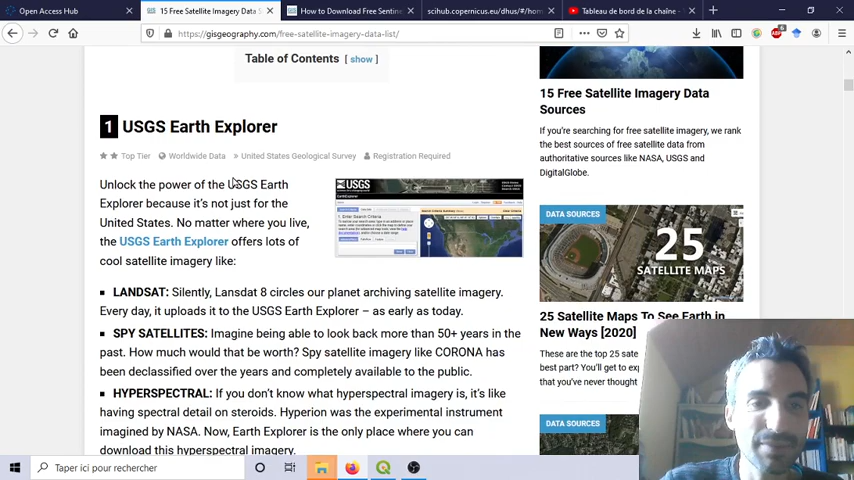 Open Access Hub
15 Free Satellite Imagery Data S
How to Download Free Sentine
scihub.copernicus.eu/dhus/#/hom
Tableau de bord de la chaîne -
https://gisgeography.com/free-satellite-imagery-data-list/
Table of Contents [ show ]
1 USGS Earth Explorer
Top Tier Worldwide Data United States Geological Survey Registration Required
Unlock the power of the USGS Earth
Explorer because it's not just for the
United States. No matter where you live,
the USGS Earth Explorer offers lots of
cool satellite imagery like:
USGS
LANDSAT: Silently, Lansdat 8 circles our planet archiving satellite imagery.
Every day, it uploads it to the USGS Earth Explorer – as early as today.
SPY SATELLITES: Imagine being able to look back more than 50+ years in the
past. How much would that be worth? Spy satellite imagery like CORONA has
been declassified over the years and completely available to the public.
HYPERSPECTRAL: If you don't know what hyperspectral imagery is, it's like
having spectral detail on steroids. Hyperion was the experimental instrument
imagined by NASA. Now, Earth Explorer is the only place where you can
download this hyperspectral imagery.
15 Free Satellite Imagery Data
Sources
If you're searching for free satellite imagery, we rank
the best sources of free satellite data from
authoritative sources like NASA, USGS and
DigitalGlobe.
DATA SOURCES
25
SATELLITE MAPS
25 Satellite Maps To See Earth in
New Ways [2020]
These are the top 25 sate
best part? You'll get to exp
that you've never thought
DATA SOURCES
Taper ici pour rechercher